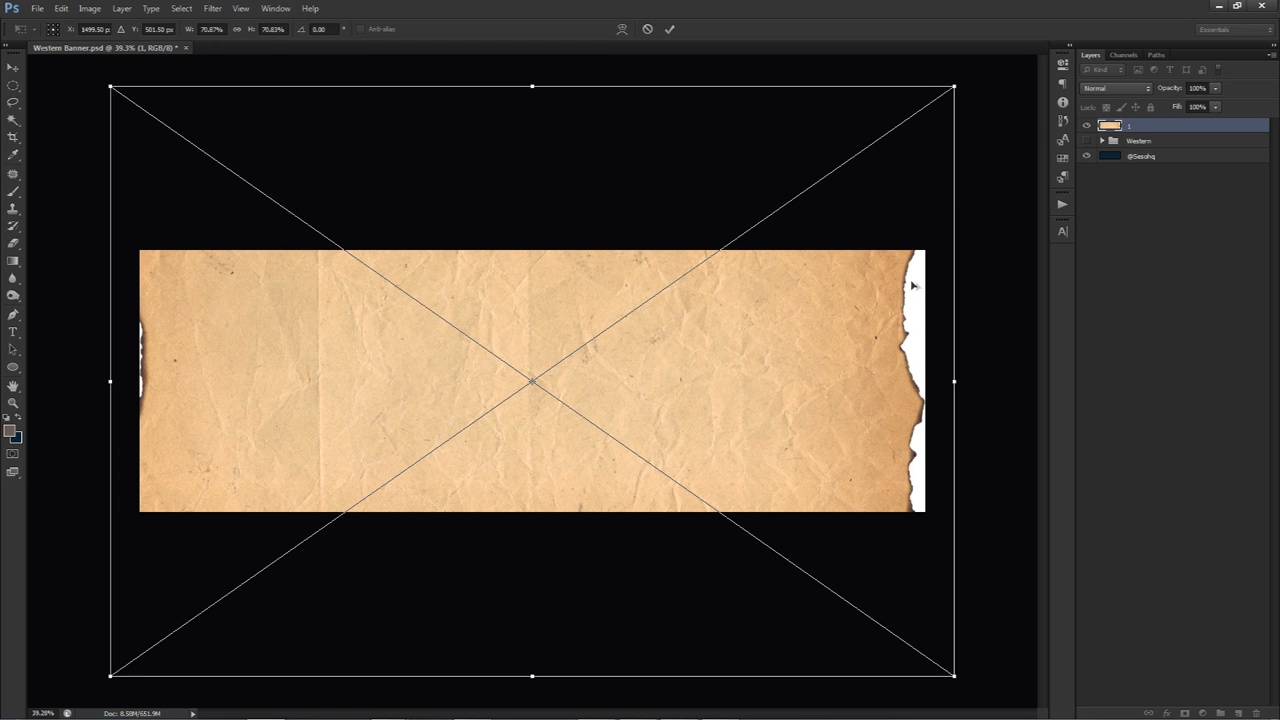 Ps File Edit Image Layer Type Select Filter View Window Help
X: 1499.50 px Y: 501.50 px W: 70.87% H: 70.83% 0.00 ° Anti-alias Essentials
Western Banner.psd @ 39.3% (1, RGB/8) * ×
Layers Channels Paths
Kind
Normal Opacity: 100%
Lock: Fill: 100%
1
Western
@Sesohq
39.28% Doc: 8.58M/651.9M